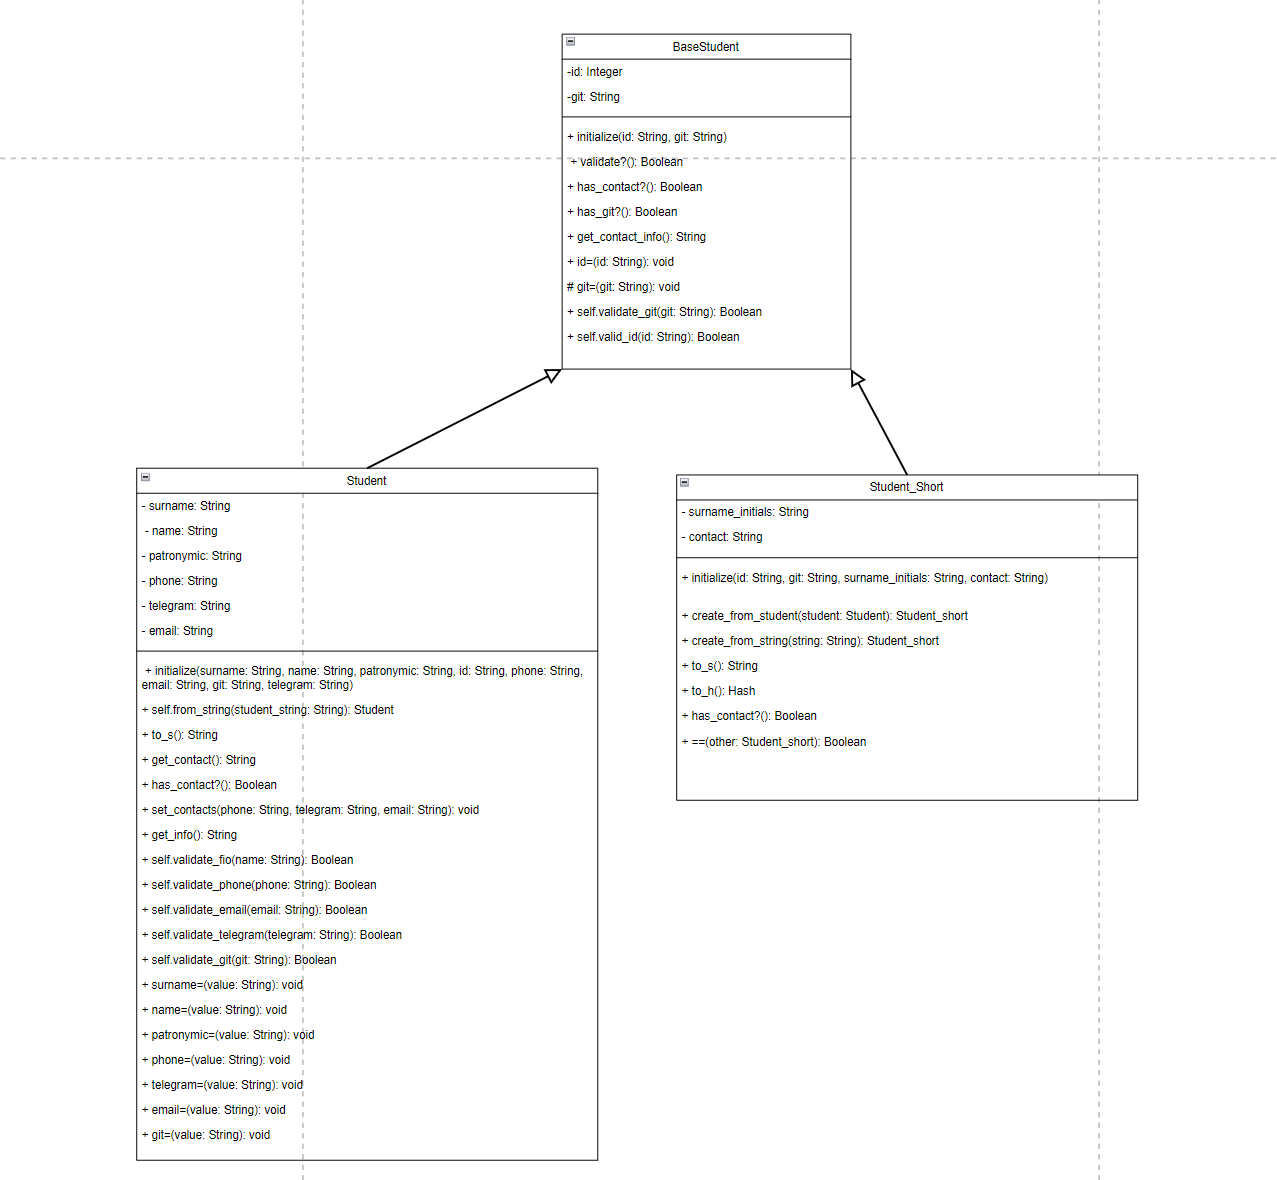 BaseStudent
-id: Integer
-git: String
+ initialize(id: String, git: String)
+ validate?(): Boolean
+ has_contact?(): Boolean
+ has_git?(): Boolean
+ get_contact_info(): String
+ id=(id: String): void
# git=(git: String): void
+ self.validate_git(git: String): Boolean
+ self.valid_id(id: String): Boolean
Student
- surname: String
- name: String
- patronymic: String
- phone: String
- telegram: String
- email: String
+ initialize(surname: String, name: String, patronymic: String, id: String, phone: String,
email: String, git: String, telegram: String)
+ self.from_string(student_string: String): Student
+ to_s(): String
+ get_contact(): String
+ has_contact?(): Boolean
+ set_contacts(phone: String, telegram: String, email: String): void
+ get_info(): String
+ self.validate_fio(name: String): Boolean
+ self.validate_phone(phone: String): Boolean
+ self.validate_email(email: String): Boolean
+ self.validate_telegram(telegram: String): Boolean
+ self.validate_git(git: String): Boolean
+ surname=(value: String): void
+ name=(value: String): void
+ patronymic=(value: String): void
+ phone=(value: String): void
+ telegram=(value: String): void
+ email=(value: String): void
+ git=(value: String): void
Student_Short
- surname_initials: String
- contact: String
+ initialize(id: String, git: String, surname_initials: String, contact: String)
+ create_from_student(student: Student): Student_short
+ create_from_string(string: String): Student_short
+ to_s(): String
+ to_h(): Hash
+ has_contact?(): Boolean
+ ==(other: Student_short): Boolean